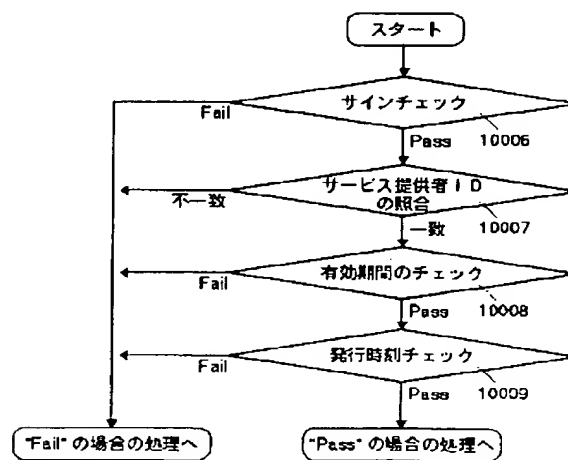 スタート
サインチェック
Fail
10006
Pass
サービス提供者ID
の照合
不一致
10007
一致
有効期間のチェック
Fail
10008
Pass
発行時刻チェック
Fail
10009
Pass
"Fail"の場合の処理へ
"Pass"の場合の処理へ